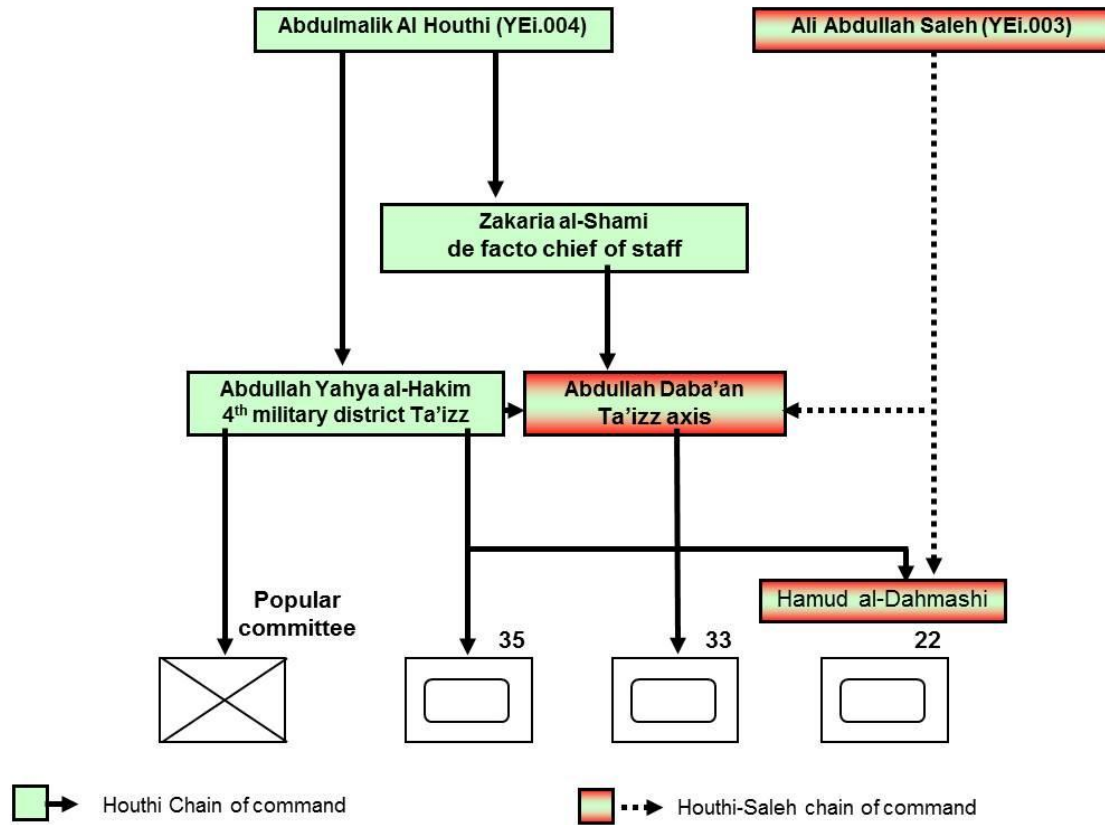 Abdulmalik Al Houthi (YEi.004)
Ali Abdullah Saleh (YEi.003)
Zakaria al-Shami
de facto chief of staff
Abdullah Yahya al-Hakim
4th military district Ta’izz
Abdullah Daba’an
Ta’izz axis
Hamud al-Dahmashi
Popular
committee
35
33
22
Houthi Chain of command
Houthi-Saleh chain of command